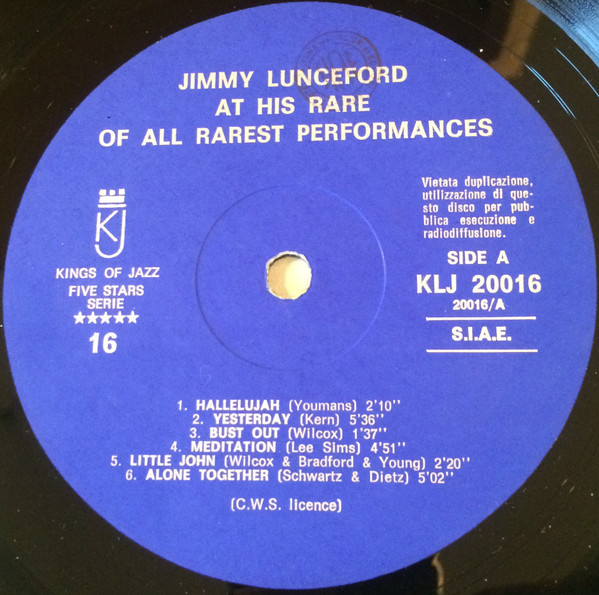 JIMMY LUNCEFORD
AT HIS RARE
OF ALL RAREST PERFORMANCES
KJ
KINGS OF JAZZ
FIVE STARS
SERIE
★★★★★
16
Vietata duplicazione,
utilizzazione di que-
sto disco per pub-
blica esecuzione e
radiodiffusione.
SIDE A
KLJ 20016
20016/A
S.I.A.E.
1. HALLELUJAH (Youmans) 2'10''
2. YESTERDAY (Kern) 5'36''
3. BUST OUT (Wilcox) 1'37''
4. MEDITATION (Lee Sims) 4'51''
5. LITTLE JOHN (Wilcox & Bradford & Young) 2'20''
6. ALONE TOGETHER (Schwartz & Dietz) 5'02''
(C.W.S. licence)